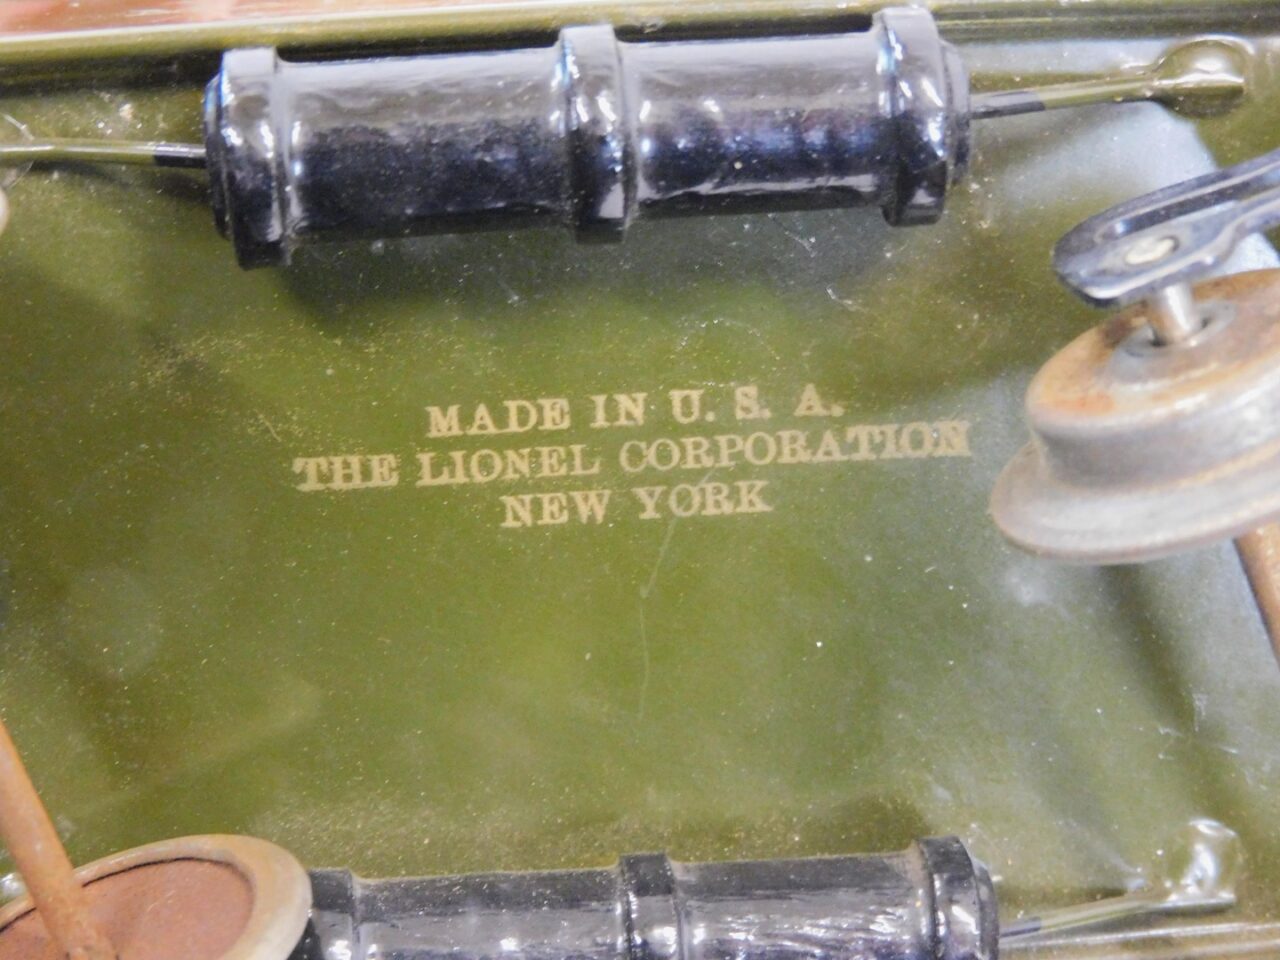 MADE IN U. S. A.
THE LIONEL CORPORATION
NEW YORK